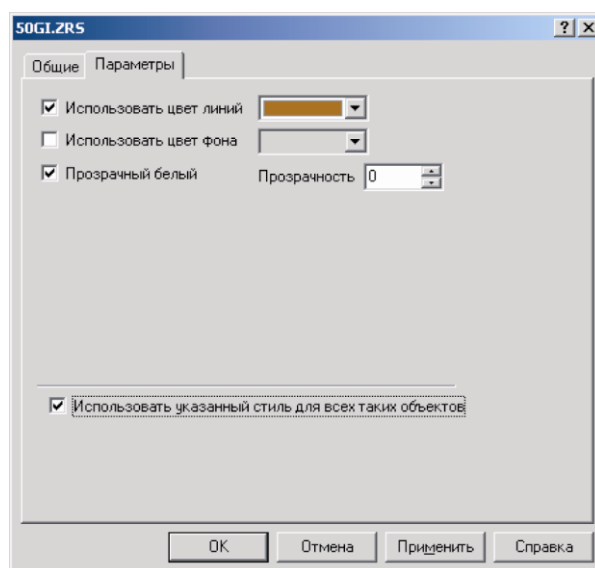 50GI.ZRS
Общие Параметры
Использовать цвет линий
Использовать цвет фона
Прозрачный белый Прозрачность 0
Использовать указанный стиль для всех таких объектов
OK Отмена Применить Справка